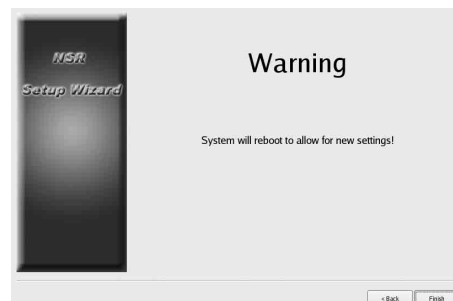 NSR
Setup Wizard
Warning
System will reboot to allow for new settings!
< Back
Finish